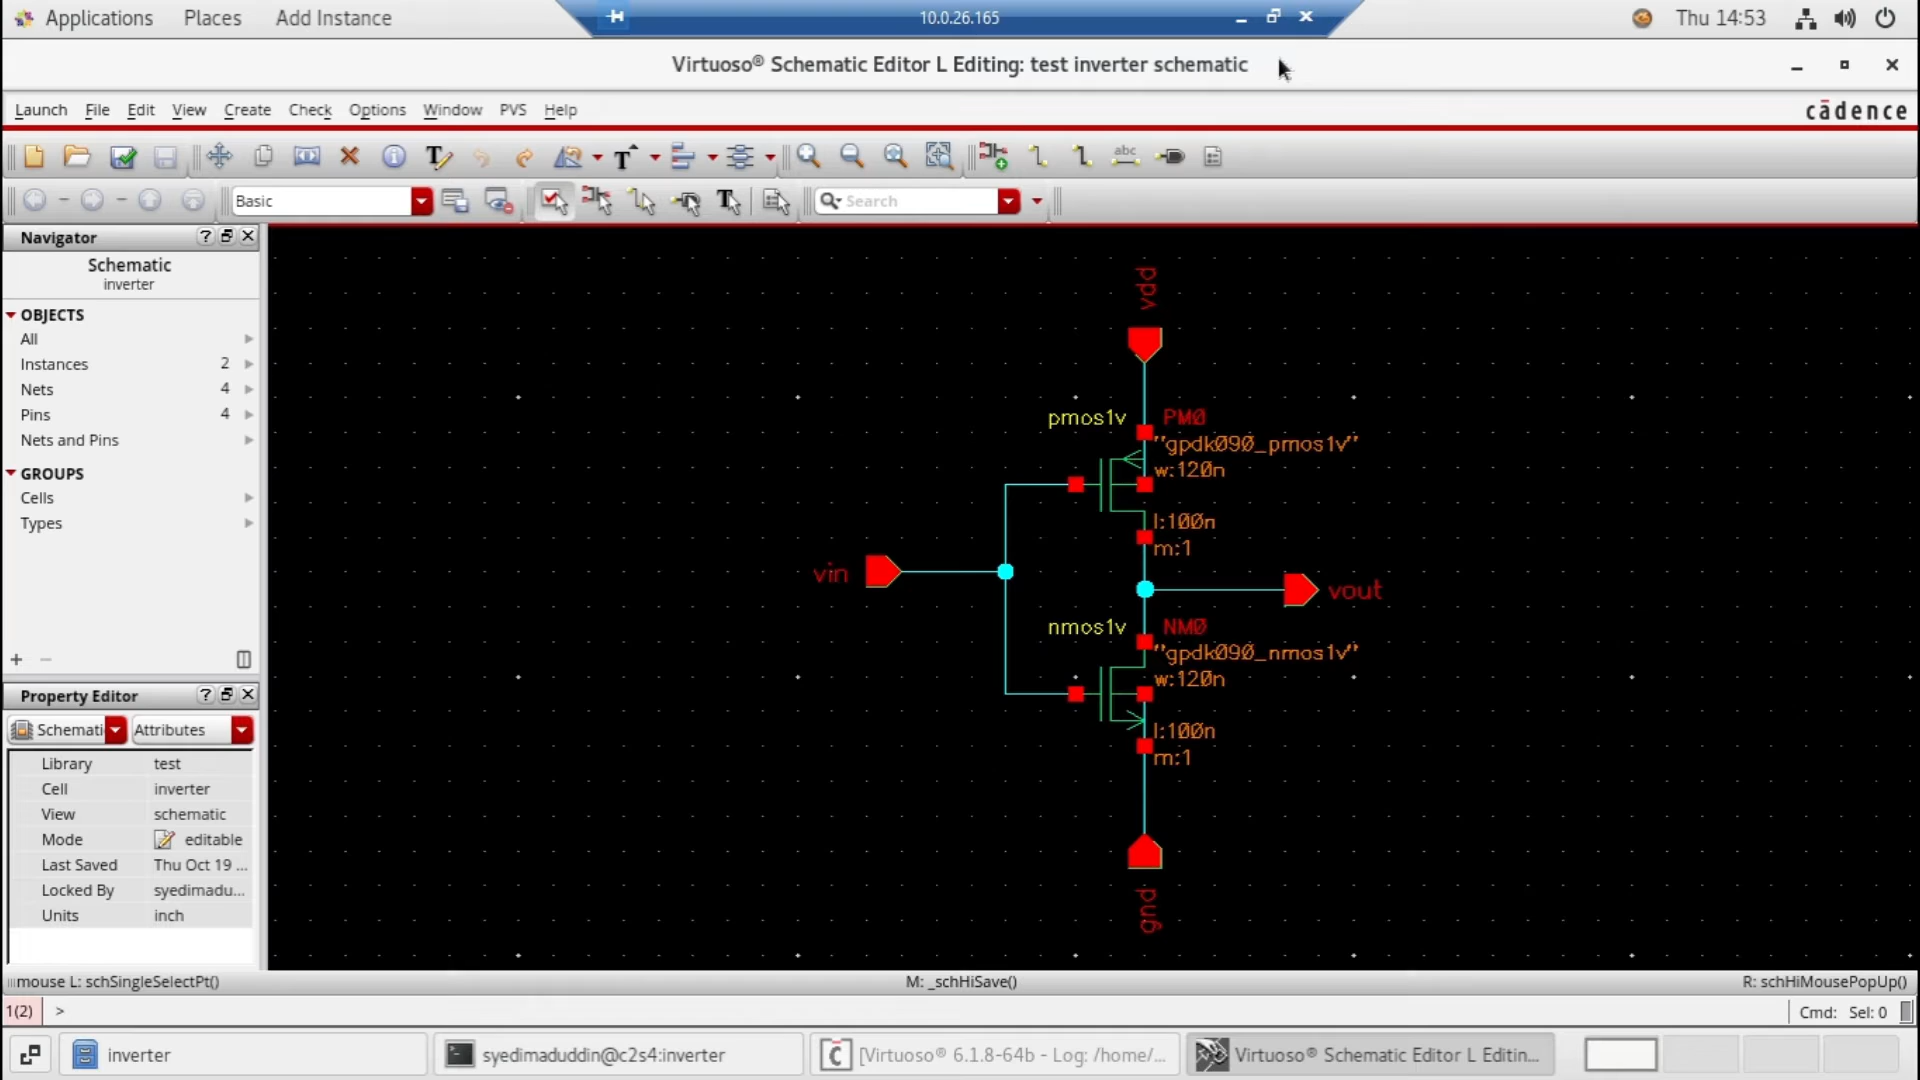 Applications Places Add Instance 10.0.26.165 Thu 14:53
Virtuoso® Schematic Editor L Editing: test inverter schematic
Launch File Edit View Create Check Options Window PVS Help cādence
abc
Basic Search
Navigator
Schematic
inverter
OBJECTS
All
Instances 2
Nets 4
Pins 4
Nets and Pins
GROUPS
Cells
Types
Property Editor
Schemati Attributes
Library test
Cell inverter
View schematic
Mode editable
Last Saved Thu Oct 19 ...
Locked By syedimadu...
Units inch
vdd
pmos1v PM0
"gpdk090_pmos1v"
w:120n
l:100n
m:1
vin
vout
nmos1v NM0
"gpdk090_nmos1v"
w:120n
l:100n
m:1
gnd
mouse L: schSingleSelectPt() M: _schHiSave() R: schHiMousePopUp()
1(2) > Cmd: Sel: 0
inverter syedimaduddin@c2s4:inverter [Virtuoso® 6.1.8-64b - Log: /home/... Virtuoso® Schematic Editor L Editin...